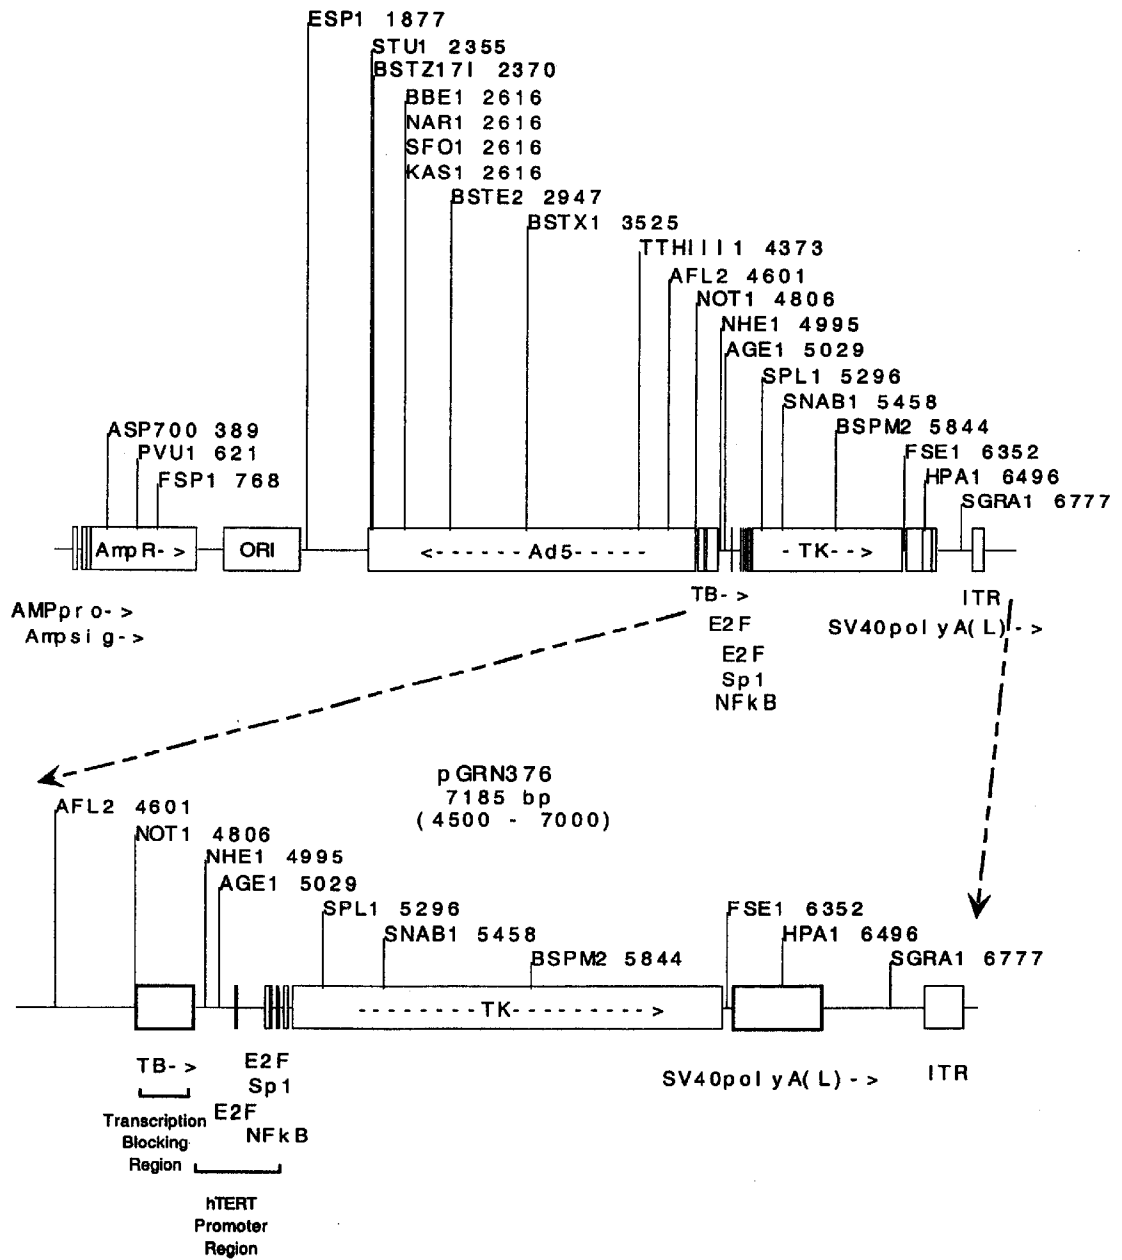 ESP1 1877
STU1 2355
BSTZ17I 2370
BBE1 2616
NAR1 2616
SFO1 2616
KAS1 2616
BSTE2 2947
BSTX1 3525
TTHIII1 4373
AFL2 4601
NOT1 4806
NHE1 4995
AGE1 5029
SPL1 5296
SNAB1 5458
BSPM2 5844
FSE1 6352
HPA1 6496
SGRA1 6777
ASP700 389
PVU1 621
FSP1 768
AmpR- >
ORI
<- - - - - - Ad5- - - - - -
- TK- - >
AMPpro- >
Ampsig- >
TB- >
E2F
E2F
Sp1
NFkB
ITR
SV40polyA(L) - >
pGRN376
7185 bp
(4500 - 7000)
AFL2 4601
NOT1 4806
NHE1 4995
AGE1 5029
SPL1 5296
SNAB1 5458
BSPM2 5844
FSE1 6352
HPA1 6496
SGRA1 6777
- - - - - - - - TK- - - - - - - - - >
TB- >
E2F
Sp1
E2F
NFkB
SV40polyA(L) - >
ITR
Transcription
Blocking
Region
hTERT
Promoter
Region